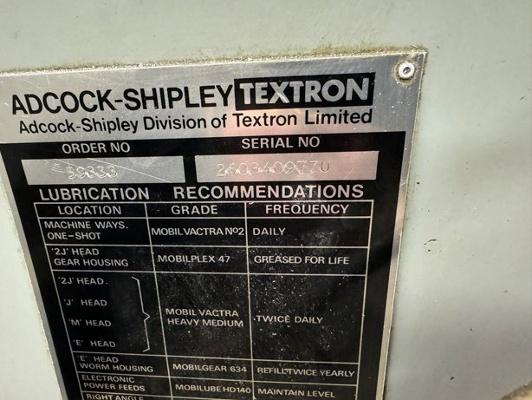 ADCOCK-SHIPLEY TEXTRON
Adcock-Shipley Division of Textron Limited
ORDER NO SERIAL NO
LUBRICATION RECOMMENDATIONS
LOCATION GRADE FREQUENCY
MACHINE WAYS. ONE-SHOT MOBIL VACTRA Nº2 DAILY
'2J' HEAD GEAR HOUSING MOBILPLEX 47 GREASED FOR LIFE
'2J' HEAD.
'J' HEAD
'M' HEAD
'E' HEAD
MOBIL VACTRA HEAVY MEDIUM TWICE DAILY
'E' HEAD WORM HOUSING MOBILGEAR 634 REFILL TWICE YEARLY
ELECTRONIC POWER FEEDS MOBILUBE HD140 MAINTAIN LEVEL
RIGHT ANGLE